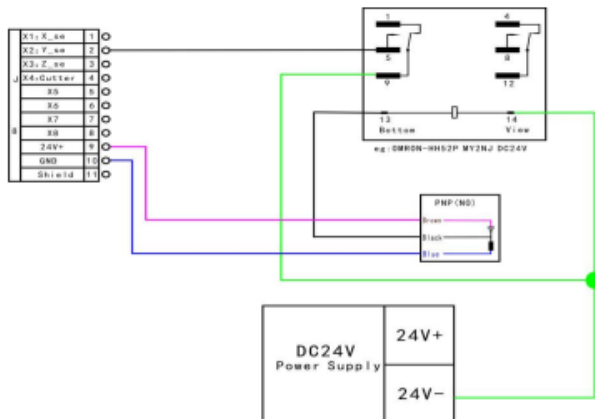 X1:X_se 1
X2:Y_se 2
X3:Z_se 3
X4:Cutter 4
X5 5
X6 6
X7 7
X8 8
24V+ 9
GND 10
Shield 11
J
8
1 4
5 8
9 12
13 14
Bottom View
eg:OMRON-HH52P MY2NJ DC24V
PNP(NO)
Brown
Black
Blue
DC24V
Power Supply
24V+
24V-